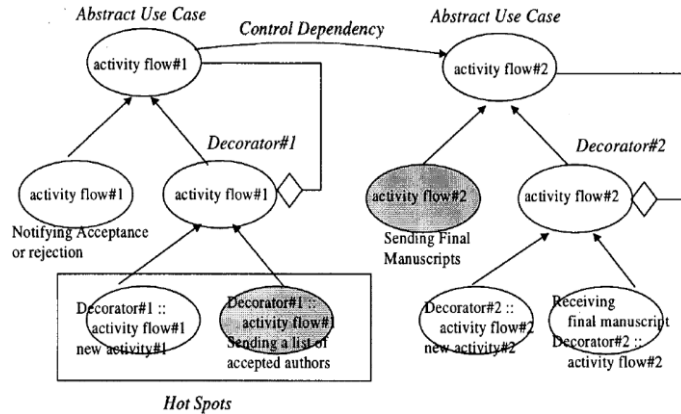 Abstract Use Case
Abstract Use Case
Control Dependency
activity flow#1
activity flow#2
Decorator#1
Decorator#2
activity flow#1
activity flow#1
activity flow#2
activity flow#2
Notifying Acceptance
or rejection
Sending Final
Manuscripts
Decorator#1 ::
activity flow#1
new activity#1
Decorator#1 ::
activity flow#1
Sending a list of
accepted authors
Decorator#2 ::
activity flow#2
new activity#2
Receiving
final manuscript
Decorator#2 ::
activity flow#2
Hot Spots